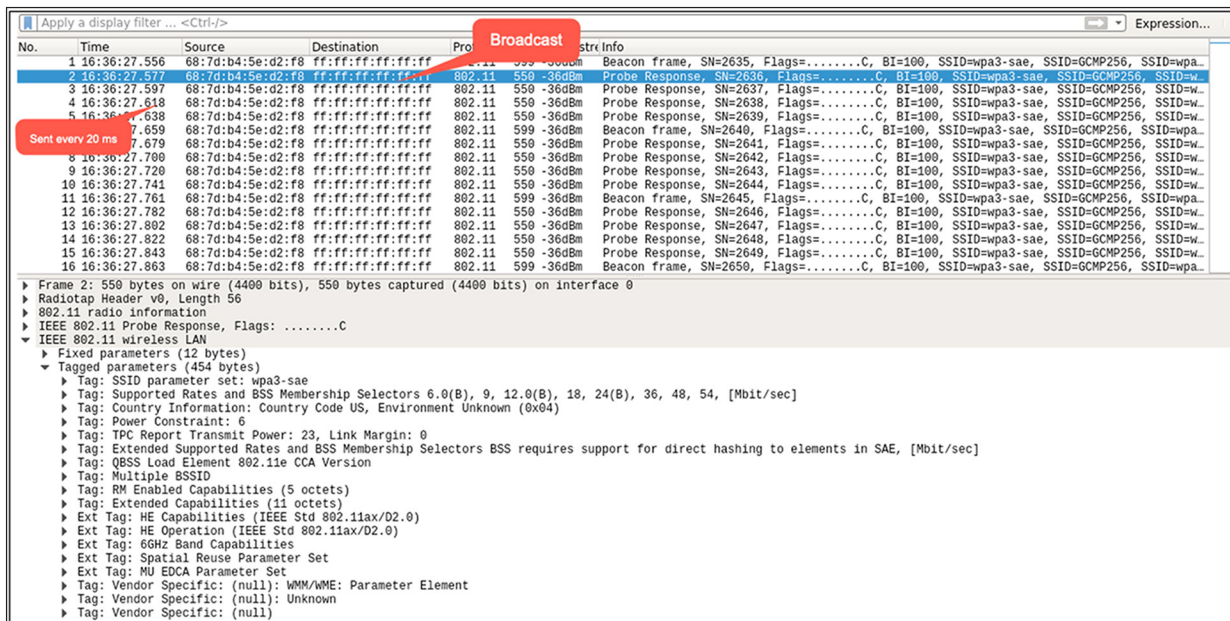 Apply a display filter ... <Ctrl-/>
Expression...
Broadcast
No. Time Source Destination Info
1 16:36:27.556 68:7d:b4:5e:d2:f8 ff:ff:ff:ff:ff:ff 599 -36dBm Beacon frame, SN=2635, Flags=........C, BI=100, SSID=wpa3-sae, SSID=GCMP256, SSID=wpa...
2 16:36:27.577 68:7d:b4:5e:d2:f8 ff:ff:ff:ff:ff:ff 802.11 550 -36dBm Probe Response, SN=2636, Flags=........C, BI=100, SSID=wpa3-sae, SSID=GCMP256, SSID=w...
3 16:36:27.597 68:7d:b4:5e:d2:f8 ff:ff:ff:ff:ff:ff 802.11 550 -36dBm Probe Response, SN=2637, Flags=........C, BI=100, SSID=wpa3-sae, SSID=GCMP256, SSID=w...
4 16:36:27.618 68:7d:b4:5e:d2:f8 ff:ff:ff:ff:ff:ff 802.11 550 -36dBm Probe Response, SN=2638, Flags=........C, BI=100, SSID=wpa3-sae, SSID=GCMP256, SSID=w...
5 16:36:27.638 68:7d:b4:5e:d2:f8 ff:ff:ff:ff:ff:ff 802.11 550 -36dBm Probe Response, SN=2639, Flags=........C, BI=100, SSID=wpa3-sae, SSID=GCMP256, SSID=w...
Sent every 20 ms
7.659 68:7d:b4:5e:d2:f8 ff:ff:ff:ff:ff:ff 802.11 599 -36dBm Beacon frame, SN=2640, Flags=........C, BI=100, SSID=wpa3-sae, SSID=GCMP256, SSID=wpa...
7.679 68:7d:b4:5e:d2:f8 ff:ff:ff:ff:ff:ff 802.11 550 -36dBm Probe Response, SN=2641, Flags=........C, BI=100, SSID=wpa3-sae, SSID=GCMP256, SSID=w...
8 16:36:27.700 68:7d:b4:5e:d2:f8 ff:ff:ff:ff:ff:ff 802.11 550 -36dBm Probe Response, SN=2642, Flags=........C, BI=100, SSID=wpa3-sae, SSID=GCMP256, SSID=w...
9 16:36:27.720 68:7d:b4:5e:d2:f8 ff:ff:ff:ff:ff:ff 802.11 550 -36dBm Probe Response, SN=2643, Flags=........C, BI=100, SSID=wpa3-sae, SSID=GCMP256, SSID=w...
10 16:36:27.741 68:7d:b4:5e:d2:f8 ff:ff:ff:ff:ff:ff 802.11 550 -36dBm Probe Response, SN=2644, Flags=........C, BI=100, SSID=wpa3-sae, SSID=GCMP256, SSID=w...
11 16:36:27.761 68:7d:b4:5e:d2:f8 ff:ff:ff:ff:ff:ff 802.11 599 -36dBm Beacon frame, SN=2645, Flags=........C, BI=100, SSID=wpa3-sae, SSID=GCMP256, SSID=wpa...
12 16:36:27.782 68:7d:b4:5e:d2:f8 ff:ff:ff:ff:ff:ff 802.11 550 -36dBm Probe Response, SN=2646, Flags=........C, BI=100, SSID=wpa3-sae, SSID=GCMP256, SSID=w...
13 16:36:27.802 68:7d:b4:5e:d2:f8 ff:ff:ff:ff:ff:ff 802.11 550 -36dBm Probe Response, SN=2647, Flags=........C, BI=100, SSID=wpa3-sae, SSID=GCMP256, SSID=w...
14 16:36:27.822 68:7d:b4:5e:d2:f8 ff:ff:ff:ff:ff:ff 802.11 550 -36dBm Probe Response, SN=2648, Flags=........C, BI=100, SSID=wpa3-sae, SSID=GCMP256, SSID=w...
15 16:36:27.843 68:7d:b4:5e:d2:f8 ff:ff:ff:ff:ff:ff 802.11 550 -36dBm Probe Response, SN=2649, Flags=........C, BI=100, SSID=wpa3-sae, SSID=GCMP256, SSID=w...
16 16:36:27.863 68:7d:b4:5e:d2:f8 ff:ff:ff:ff:ff:ff 802.11 599 -36dBm Beacon frame, SN=2650, Flags=........C, BI=100, SSID=wpa3-sae, SSID=GCMP256, SSID=wpa...
Frame 2: 550 bytes on wire (4400 bits), 550 bytes captured (4400 bits) on interface 0
Radiotap Header v0, Length 56
802.11 radio information
IEEE 802.11 Probe Response, Flags: ........C
IEEE 802.11 wireless LAN
Fixed parameters (12 bytes)
Tagged parameters (454 bytes)
Tag: SSID parameter set: wpa3-sae
Tag: Supported Rates and BSS Membership Selectors 6.0(B), 9, 12.0(B), 18, 24(B), 36, 48, 54, [Mbit/sec]
Tag: Country Information: Country Code US, Environment Unknown (0x04)
Tag: Power Constraint: 6
Tag: TPC Report Transmit Power: 23, Link Margin: 0
Tag: Extended Supported Rates and BSS Membership Selectors BSS requires support for direct hashing to elements in SAE, [Mbit/sec]
Tag: QBSS Load Element 802.11e CCA Version
Tag: Multiple BSSID
Tag: RM Enabled Capabilities (5 octets)
Tag: Extended Capabilities (11 octets)
Ext Tag: HE Capabilities (IEEE Std 802.11ax/D2.0)
Ext Tag: HE Operation (IEEE Std 802.11ax/D2.0)
Ext Tag: 6GHz Band Capabilities
Ext Tag: Spatial Reuse Parameter Set
Ext Tag: MU EDCA Parameter Set
Tag: Vendor Specific: (null): WMM/WME: Parameter Element
Tag: Vendor Specific: (null): Unknown
Tag: Vendor Specific: (null)